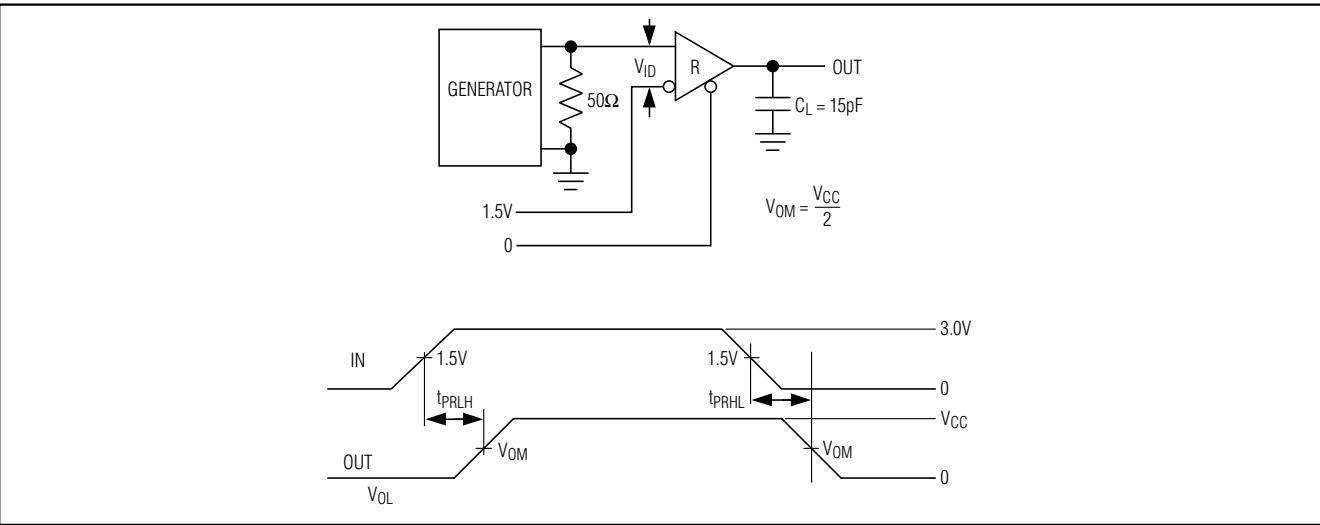 GENERATOR
50Ω
V_ID
R
OUT
C_L = 15pF
1.5V
0
V_OM = V_CC / 2
IN
1.5V
1.5V
3.0V
0
t_PRLH
t_PRHL
V_CC
OUT
V_OM
V_OM
V_OL
0